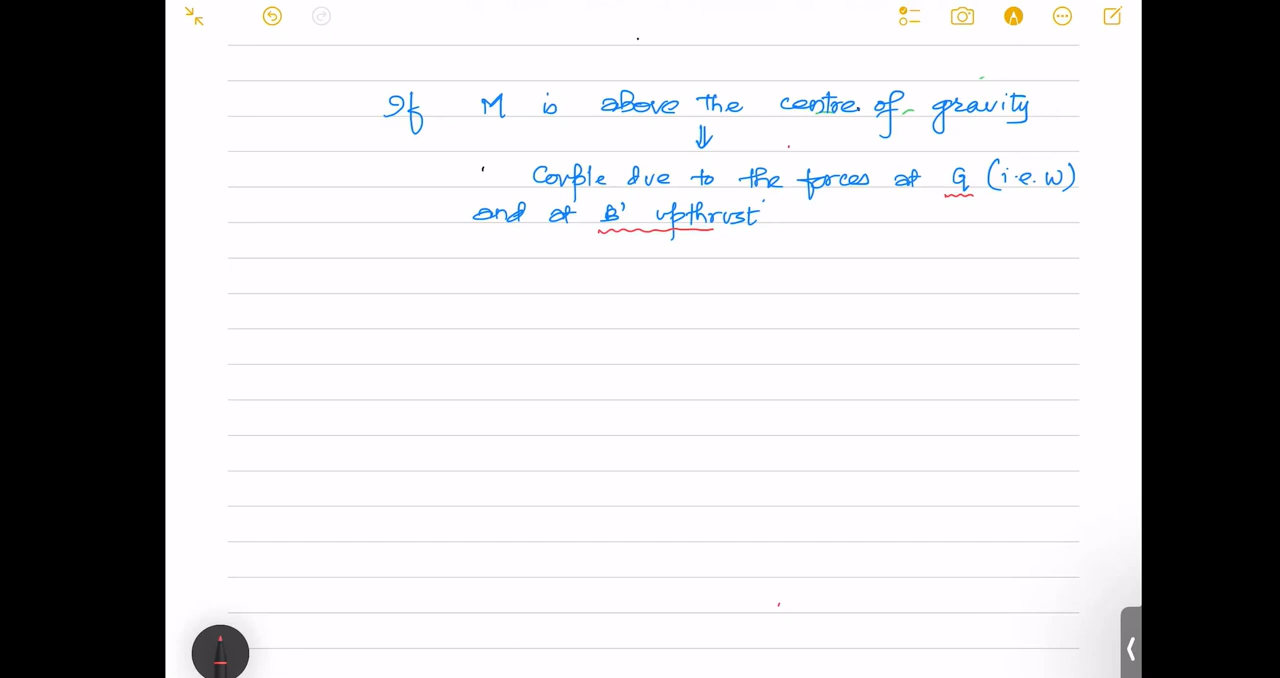 If M is above the centre of gravity
⇓
Couple due to the forces at G (i.e. W)
and at B' upthrust